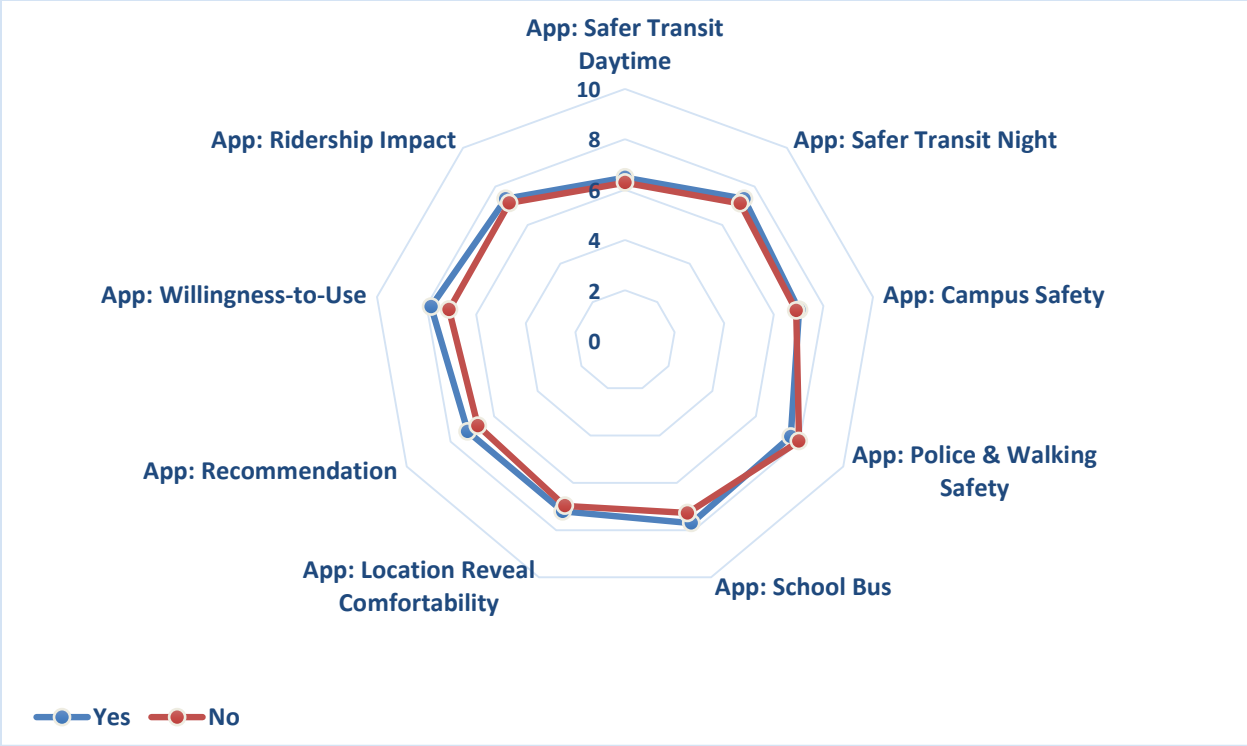 App: Safer Transit
Daytime
10
App: Ridership Impact
8
App: Safer Transit Night
6
4
App: Willingness-to-Use
2
App: Campus Safety
0
App: Recommendation
App: Police & Walking
Safety
App: Location Reveal
Comfortability
App: School Bus
Yes
No